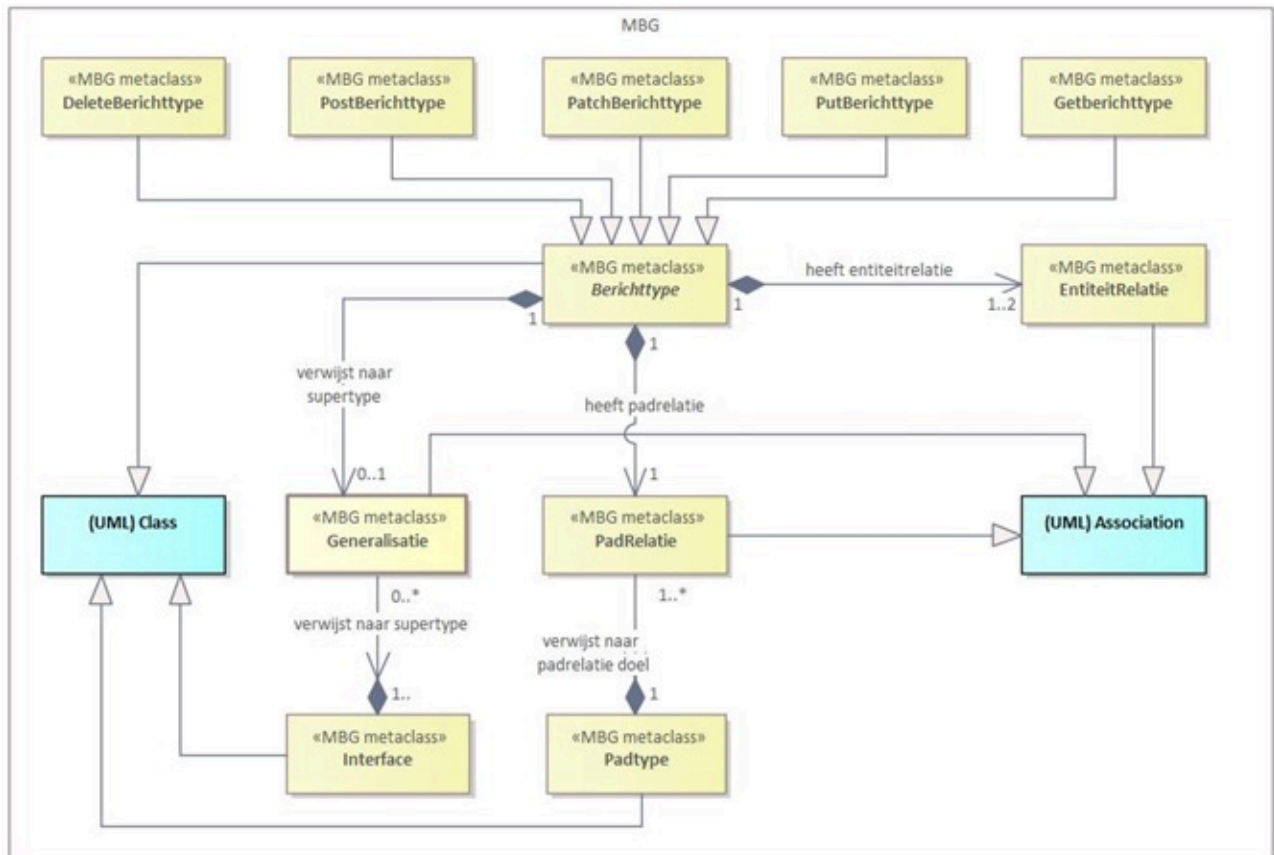 MBG
«MBG metaclass»
DeleteBerichttype
«MBG metaclass»
PostBerichttype
«MBG metaclass»
PatchBerichttype
«MBG metaclass»
PutBerichttype
«MBG metaclass»
Getberichttype
«MBG metaclass»
Berichttype
heeft entiteitrelatie
1
1..2
«MBG metaclass»
EntiteitRelatie
1
1
verwijst naar
supertype
heeft padrelatie
0..1
1
(UML) Class
«MBG metaclass»
Generalisatie
«MBG metaclass»
PadRelatie
(UML) Association
0..*
1..*
verwijst naar supertype
verwijst naar
padrelatie doel
1..
1
«MBG metaclass»
Interface
«MBG metaclass»
Padtype